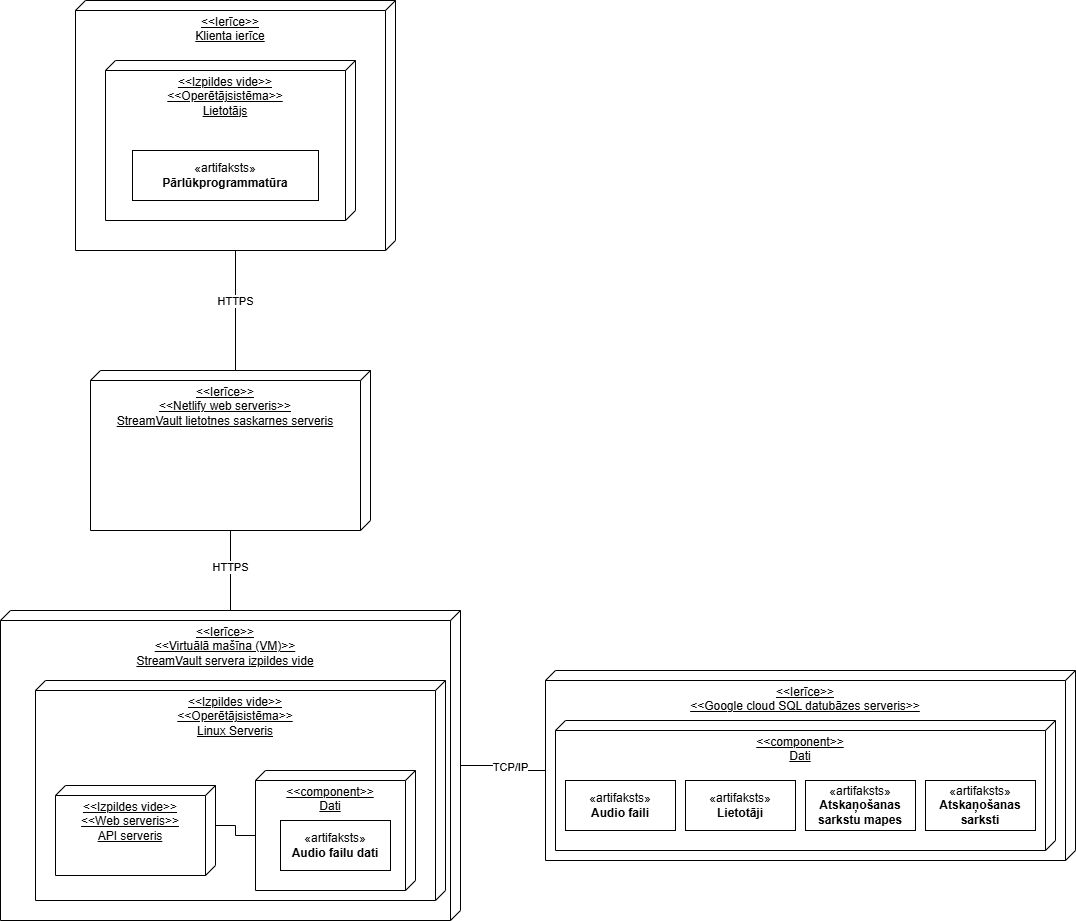 <<Ierīce>>
Klienta ierīce
<<Izpildes vide>>
<<Operētājsistēma>>
Lietotājs
«artifaksts»
Pārlūkprogrammatūra
HTTPS
<<Ierīce>>
<<Netlify web serveris>>
StreamVault lietotnes saskarnes serveris
HTTPS
<<Ierīce>>
<<Virtuālā mašīna (VM)>>
StreamVault servera izpildes vide
<<Izpildes vide>>
<<Operētājsistēma>>
Linux Serveris
<<Izpildes vide>>
<<Web serveris>>
API serveris
<<component>>
Dati
«artifaksts»
Audio failu dati
TCP/IP
<<Ierīce>>
<<Google cloud SQL datubāzes serveris>>
<<component>>
Dati
«artifaksts»
Audio faili
«artifaksts»
Lietotāji
«artifaksts»
Atskaņošanas
sarkstu mapes
«artifaksts»
Atskaņošanas
sarksti